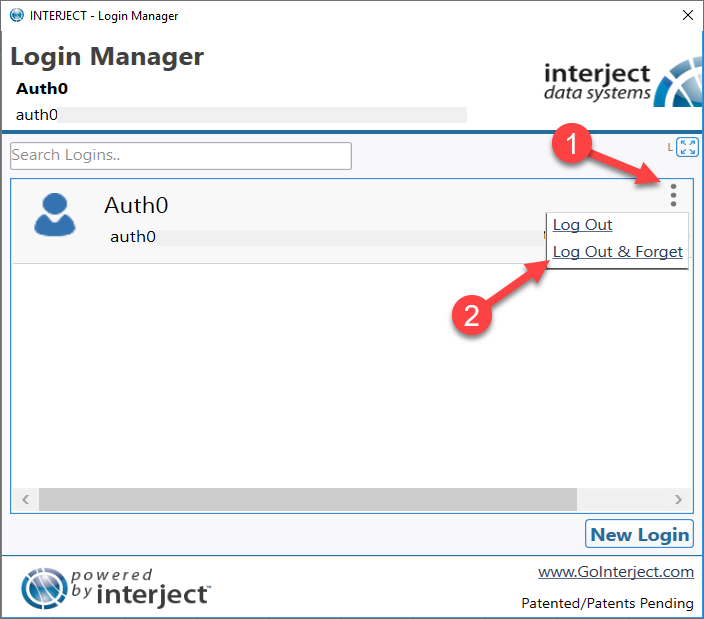 INTERJECT - Login Manager
Login Manager
Auth0
auth0
interject
data systems
Search Logins..
L
1
Auth0
auth0
Log Out
Log Out & Forget
2
New Login
powered
by interject™
www.GoInterject.com
Patented/Patents Pending